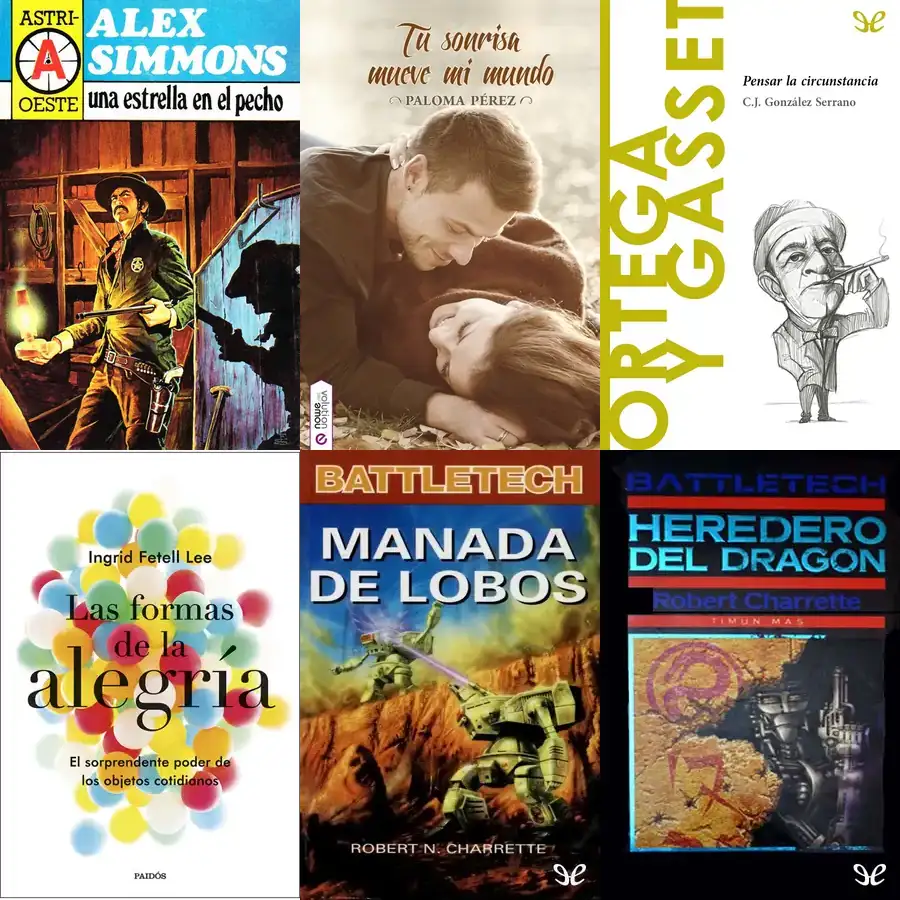 ASTRI-
A
OESTE
ALEX
SIMMONS
una estrella en el pecho
Tu sonrisa
mueve mi mundo
PALOMA PÉREZ
volution
nowe
e
ORTEGA
Y GASSET
Pensar la circunstancia
C.J. González Serrano
Ingrid Fetell Lee
Las formas
de la
alegría
El sorprendente poder de
los objetos cotidianos
PAIDÓS
BATTLETECH
MANADA
DE LOBOS
ROBERT N. CHARRETTE
BATTLETECH
HEREDERO
DEL DRAGON
Robert Charrette
TIMUN MAS